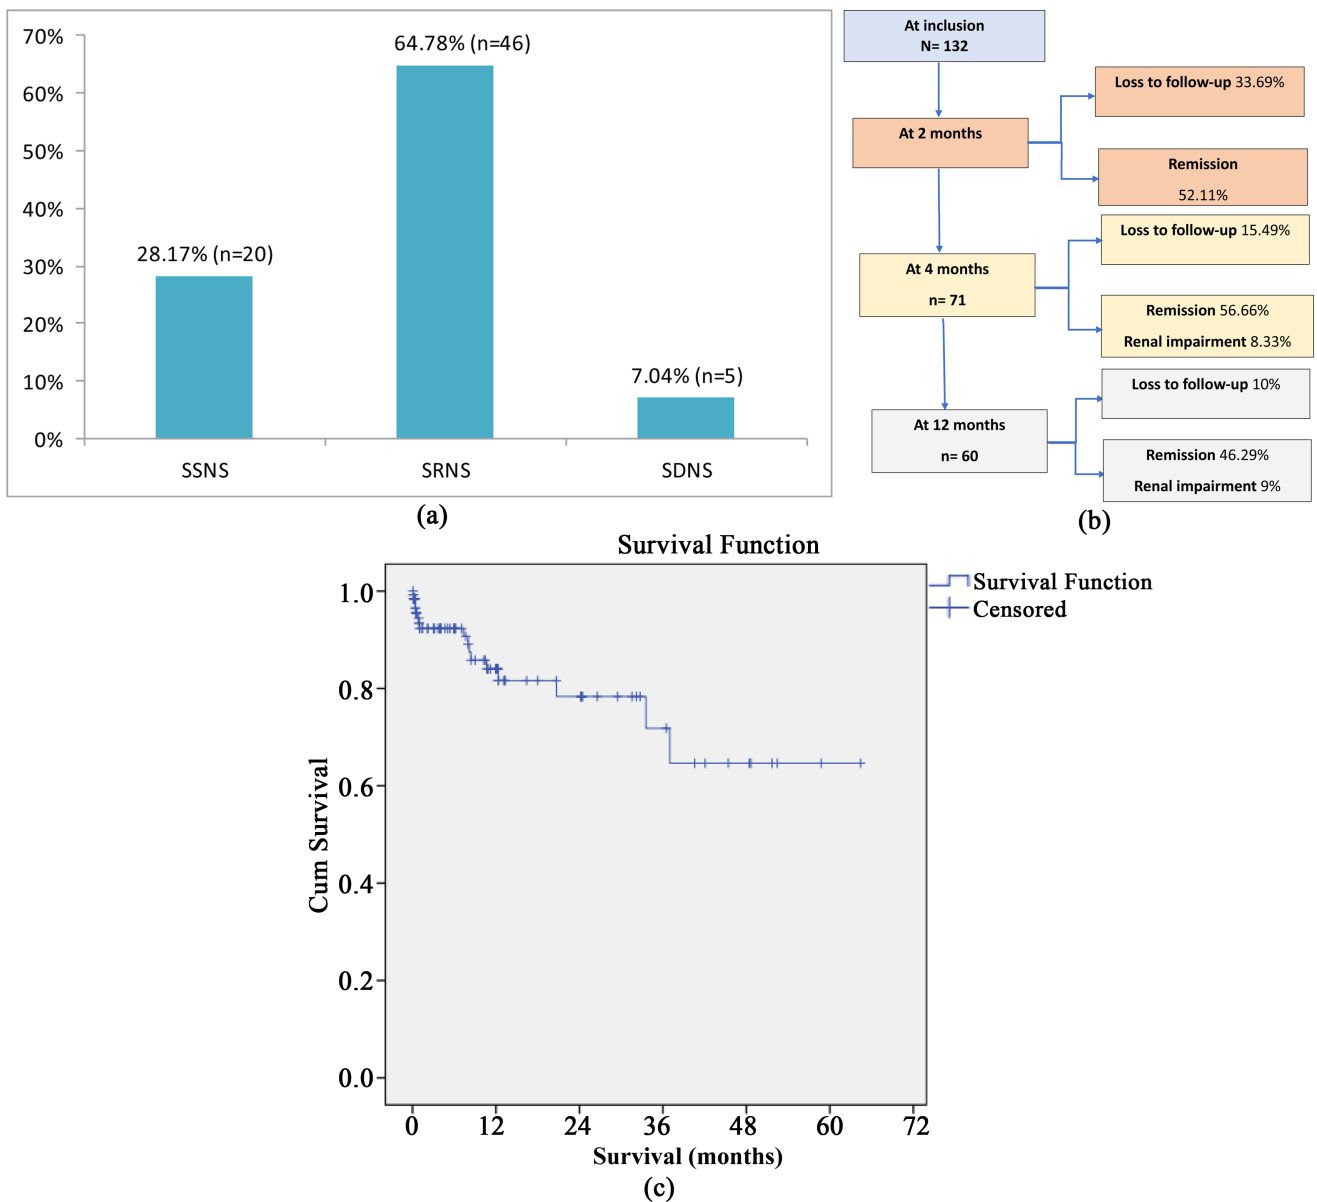 70%
60%
50%
40%
30%
20%
10%
0%
28.17% (n=20)
64.78% (n=46)
7.04% (n=5)
SSNS
SRNS
SDNS
(a)
At inclusion
N= 132
At 2 months
Loss to follow-up 33.69%
Remission
52.11%
At 4 months
n= 71
Loss to follow-up 15.49%
Remission 56.66%
Renal impairment 8.33%
At 12 months
n= 60
Loss to follow-up 10%
Remission 46.29%
Renal impairment 9%
(b)
Survival Function
Survival Function
Censored
Cum Survival
1.0
0.8
0.6
0.4
0.2
0.0
0 12 24 36 48 60 72
Survival (months)
(c)